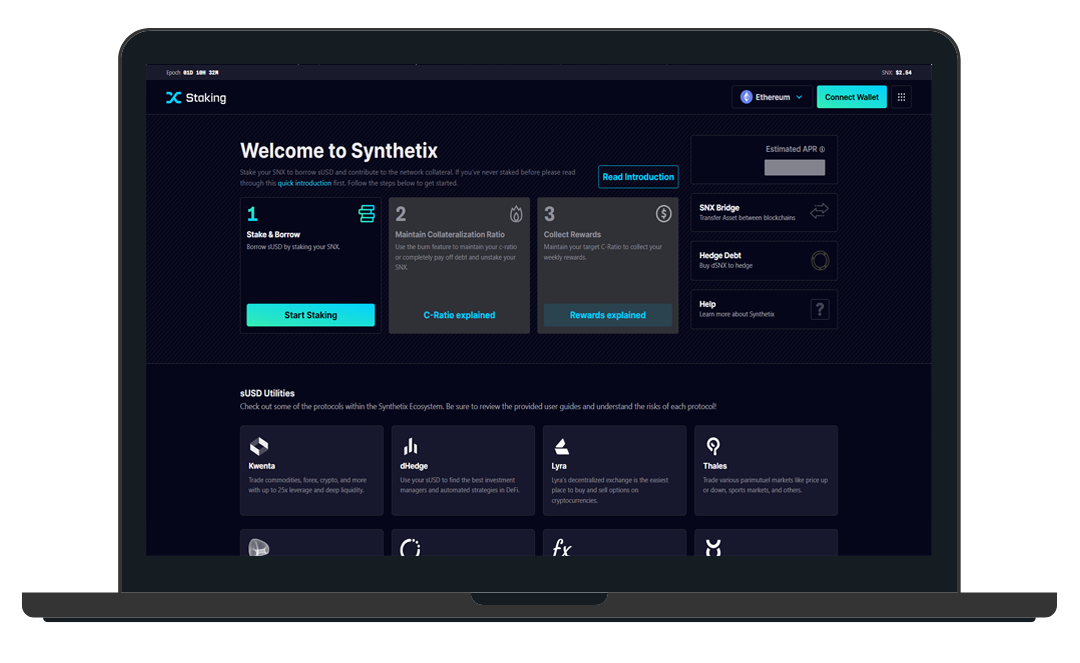 Epoch 01D 10H 32M
SNX $2.54
Staking
Ethereum
Connect Wallet
Welcome to Synthetix
Stake your SNX to borrow sUSD and contribute to the network collateral. If you've never staked before please read
through this quick introduction first. Follow the steps below to get started.
Read Introduction
Estimated APR
1
Stake & Borrow
Borrow sUSD by staking your SNX.
Start Staking
2
Maintain Collateralization Ratio
Use the burn feature to maintain your c-ratio
or completely pay off debt and unstake your
SNX.
C-Ratio explained
3
Collect Rewards
Maintain your target C-Ratio to collect your
weekly rewards.
Rewards explained
SNX Bridge
Transfer Asset between blockchains
Hedge Debt
Buy dSNX to hedge
Help
Learn more about Synthetix
?
sUSD Utilities
Check out some of the protocols within the Synthetix Ecosystem. Be sure to review the provided user guides and understand the risks of each protocol!
Kwenta
Trade commodities, forex, crypto, and more
with up to 25x leverage and deep liquidity.
dHedge
Use your sUSD to find the best investment
managers and automated strategies in DeFi.
Lyra
Lyra's decentralized exchange is the easiest
place to buy and sell options on
cryptocurrencies.
Thales
Trade various parimutuel markets like price up
or down, sports markets, and others.
fx